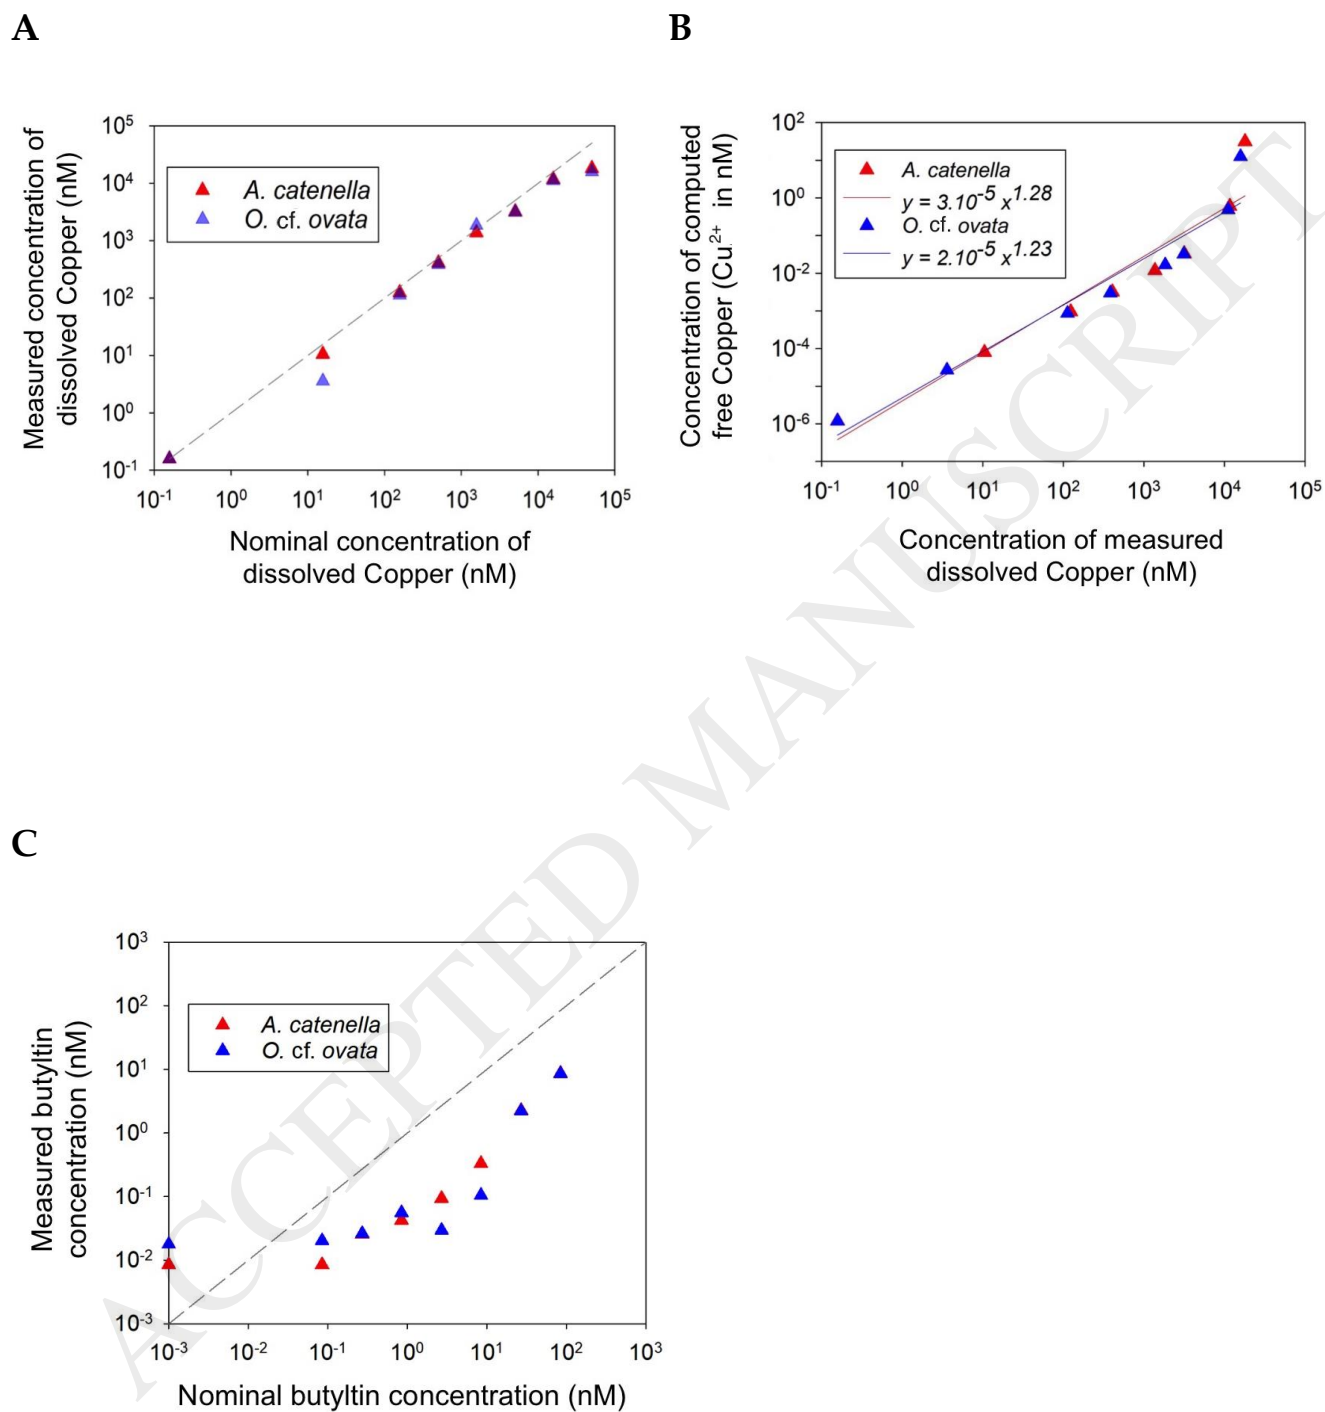 A
Measured concentration of
dissolved Copper (nM)
10^5
10^4
10^3
10^2
10^1
10^0
10^-1
A. catenella
O. cf. ovata
10^-1 10^0 10^1 10^2 10^3 10^4 10^5
Nominal concentration of
dissolved Copper (nM)
B
Concentration of computed
free Copper (Cu^2+ in nM)
10^2
10^0
10^-2
10^-4
10^-6
A. catenella
y = 3.10^-5 x^1.28
O. cf. ovata
y = 2.10^-5 x^1.23
10^-1 10^0 10^1 10^2 10^3 10^4 10^5
Concentration of measured
dissolved Copper (nM)
C
Measured butyltin
concentration (nM)
10^3
10^2
10^1
10^0
10^-1
10^-2
10^-3
A. catenella
O. cf. ovata
10^-3 10^-2 10^-1 10^0 10^1 10^2 10^3
Nominal butyltin concentration (nM)
ACCEPTED MANUSCRIPT